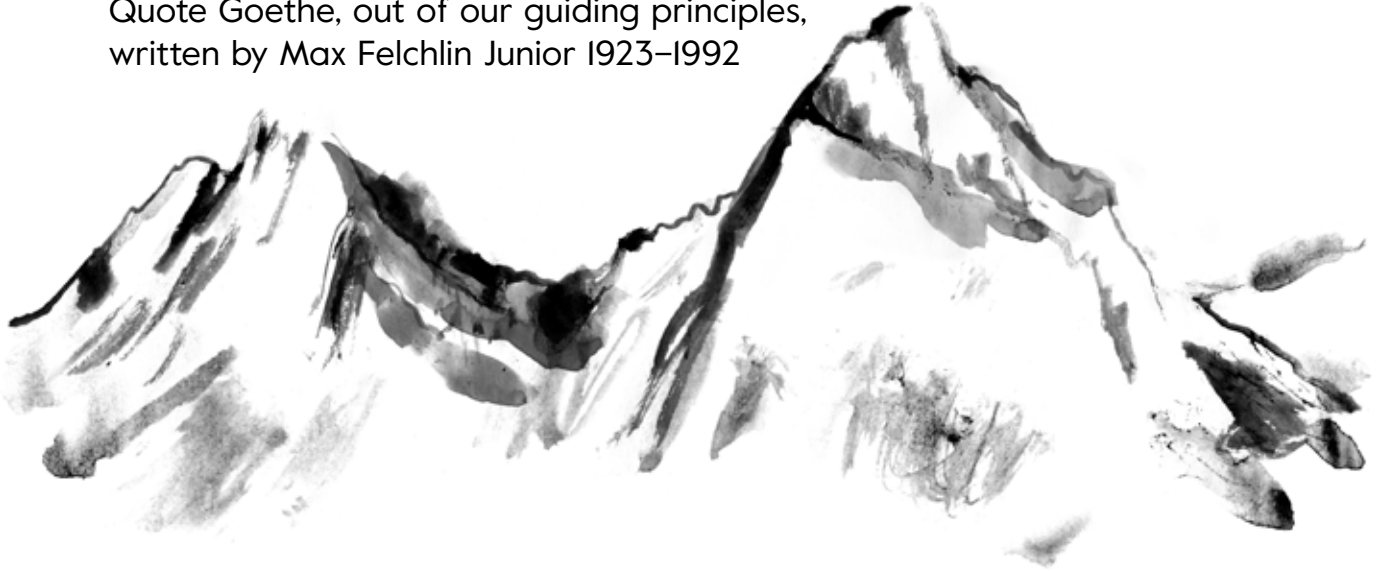 Quote Goethe, out of our guiding principles,
written by Max Felchlin Junior 1923–1992